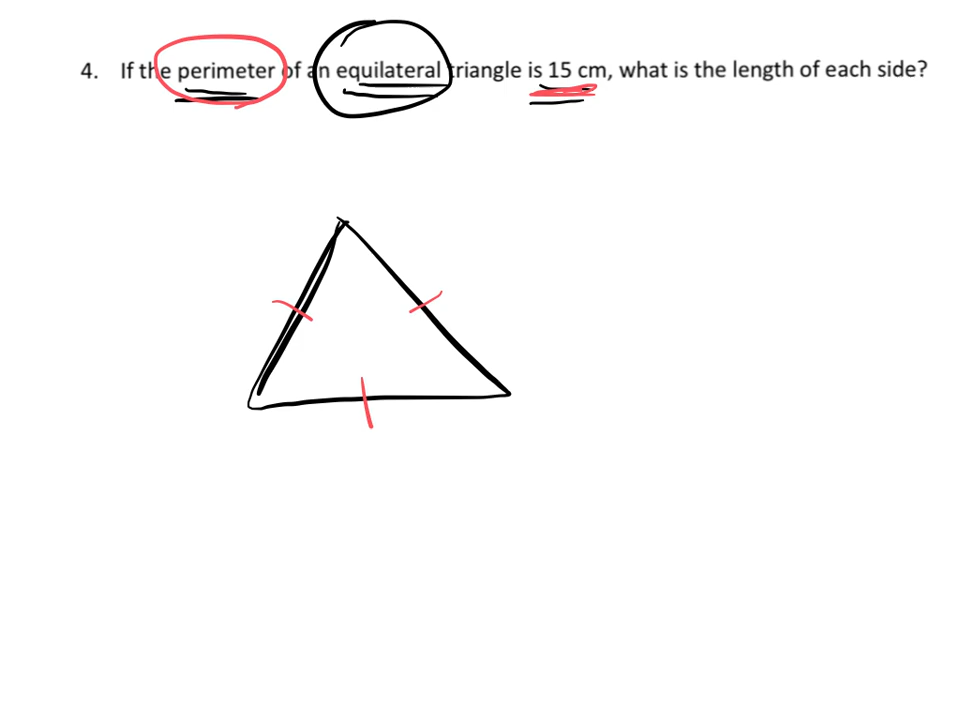 4. If the perimeter of an equilateral triangle is 15 cm, what is the length of each side?